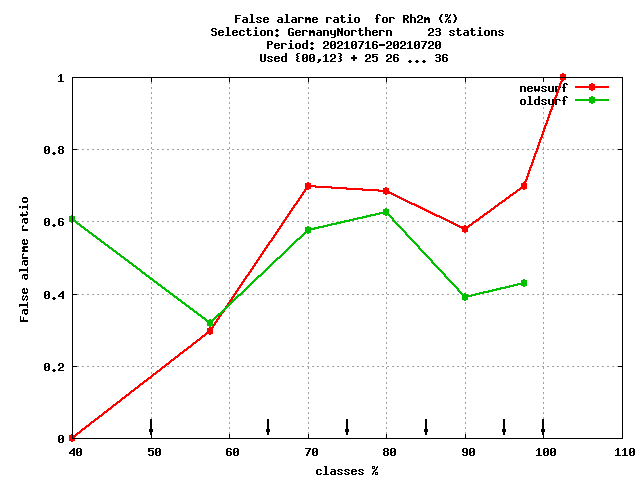 False alarme ratio  for Rh2m (%)
Selection: GermanyNorthern     23 stations
Period: 20210716-20210720
Used {00,12} + 25 26 ... 36
newsurf
oldsurf
1
0.8
0.6
0.4
0.2
0
False alarme ratio
40 50 60 70 80 90 100 110
classes %